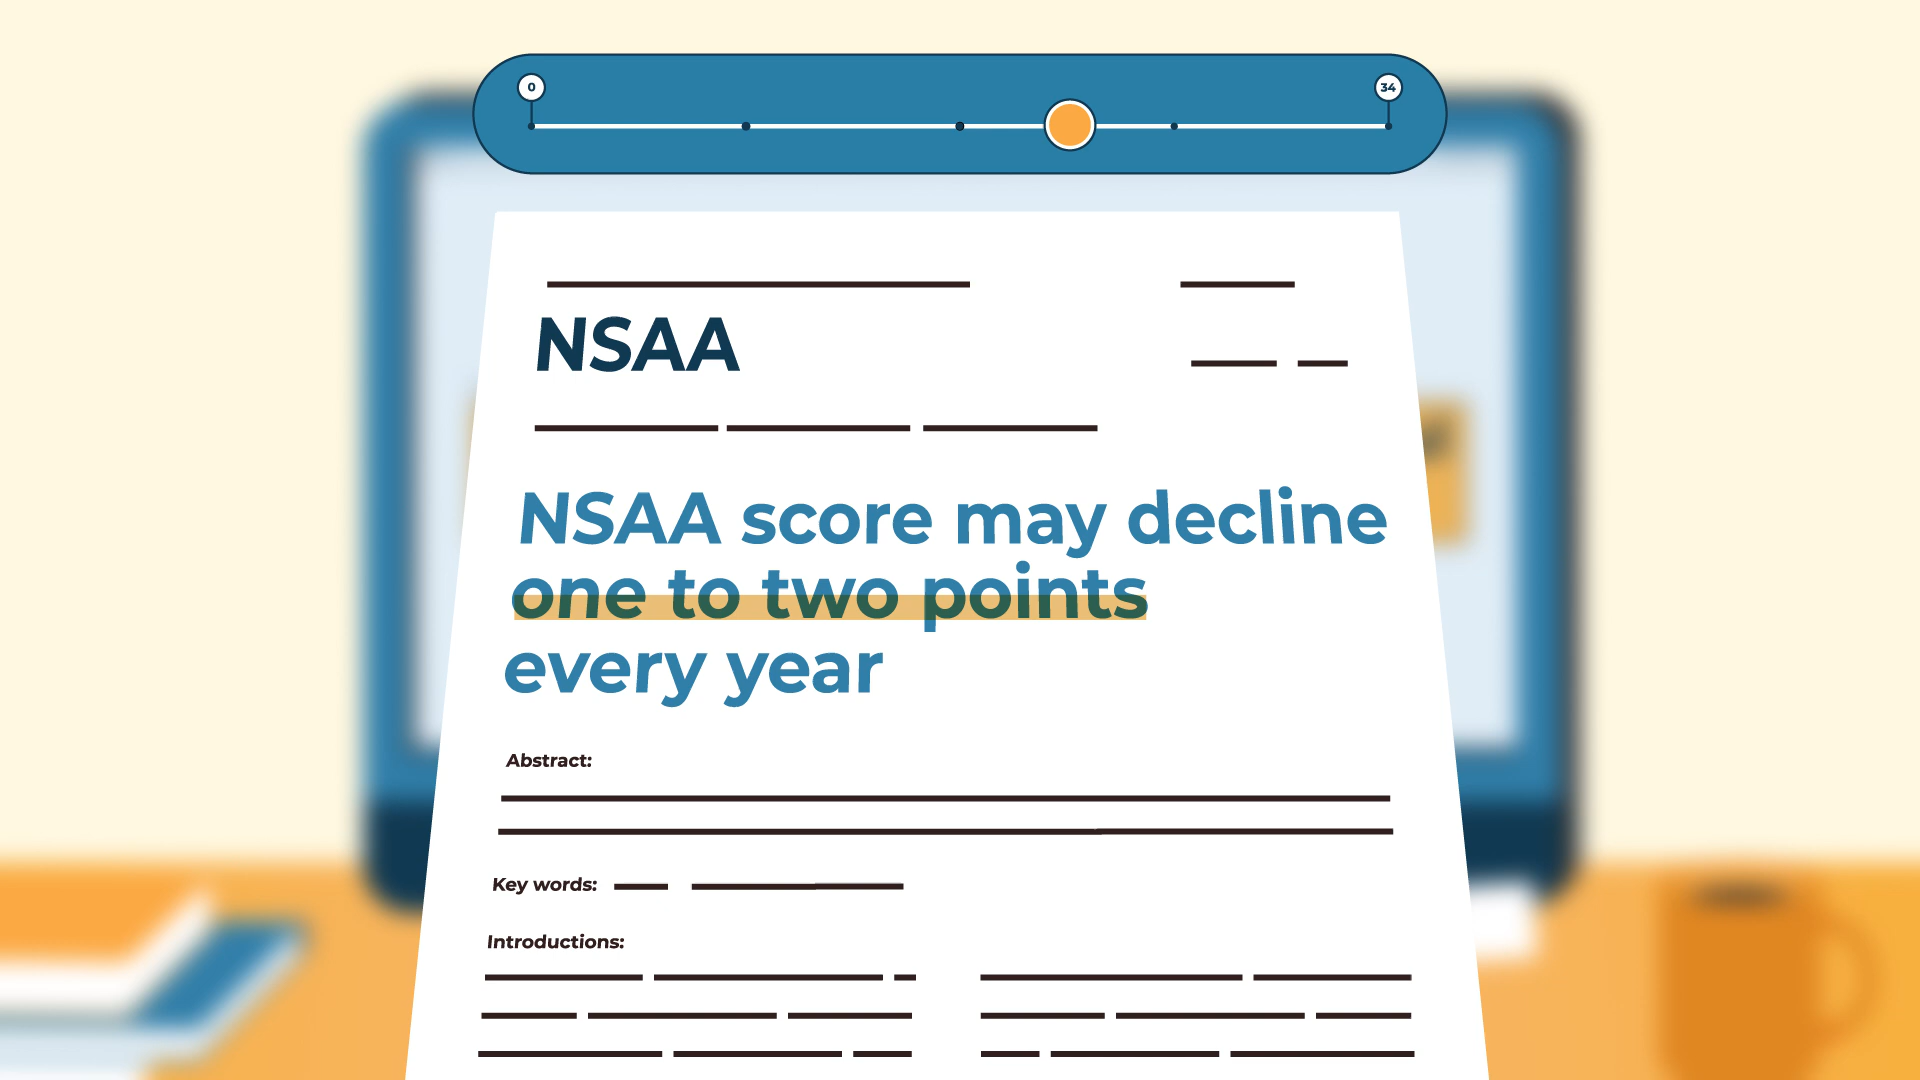 0
34
NSAA
NSAA score may decline
one to two points
every year
Abstract:
Key words:
Introductions: